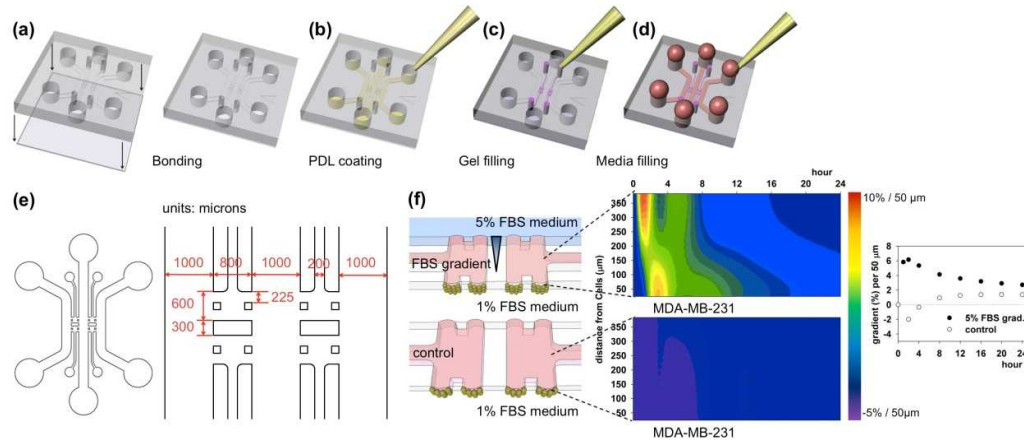 (a)
(b)
(c)
(d)
Bonding
PDL coating
Gel filling
Media filling
(e)
units: microns
1000
800
1000
200
1000
600
225
300
(f)
5% FBS medium
FBS gradient
1% FBS medium
control
1% FBS medium
hour
0 4 8 12 16 20 24
350
300
250
200
150
100
50
MDA-MB-231
distance from Cells (μm)
350
300
250
200
150
100
50
MDA-MB-231
10% / 50 μm
-5% / 50μm
gradient (%) per 50 μm
8
6
4
2
0
-2
-4
5% FBS grad.
control
0 4 8 12 16 20 24
hour